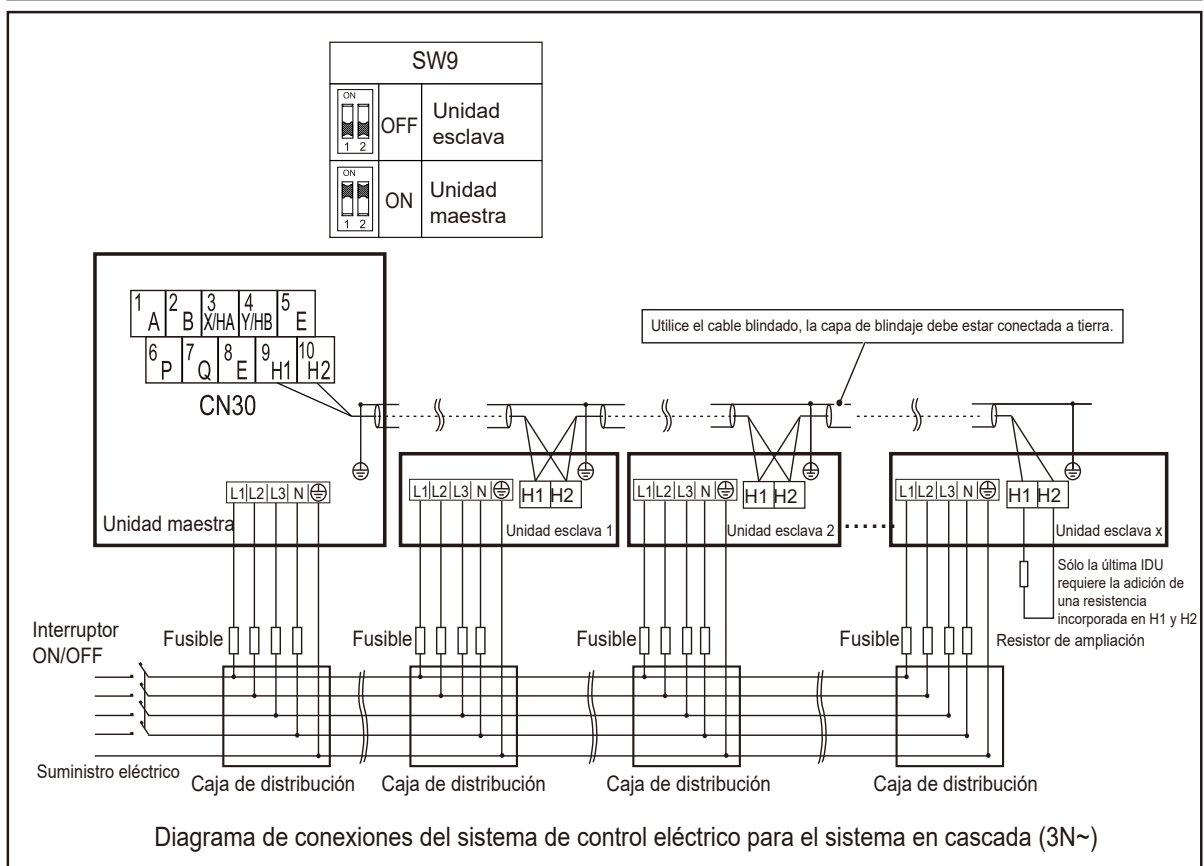 SW9
ON
1 2
OFF
Unidad
esclava
ON
1 2
ON
Unidad
maestra
1 A 2 B 3 X/HA 4 Y/HB 5 E
6 P 7 Q 8 E 9 H1 10 H2
CN30
Utilice el cable blindado, la capa de blindaje debe estar conectada a tierra.
L1 L2 L3 N
Unidad maestra
L1 L2 L3 N
H1 H2
Unidad esclava 1
L1 L2 L3 N
H1 H2
Unidad esclava 2
......
L1 L2 L3 N
H1 H2
Unidad esclava x
Sólo la última IDU
requiere la adición de
una resistencia
incorporada en H1 y H2
Resistor de ampliación
Interruptor
ON/OFF
Fusible
Fusible
Fusible
Fusible
Suministro eléctrico
Caja de distribución
Caja de distribución
Caja de distribución
Caja de distribución
Diagrama de conexiones del sistema de control eléctrico para el sistema en cascada (3N~)